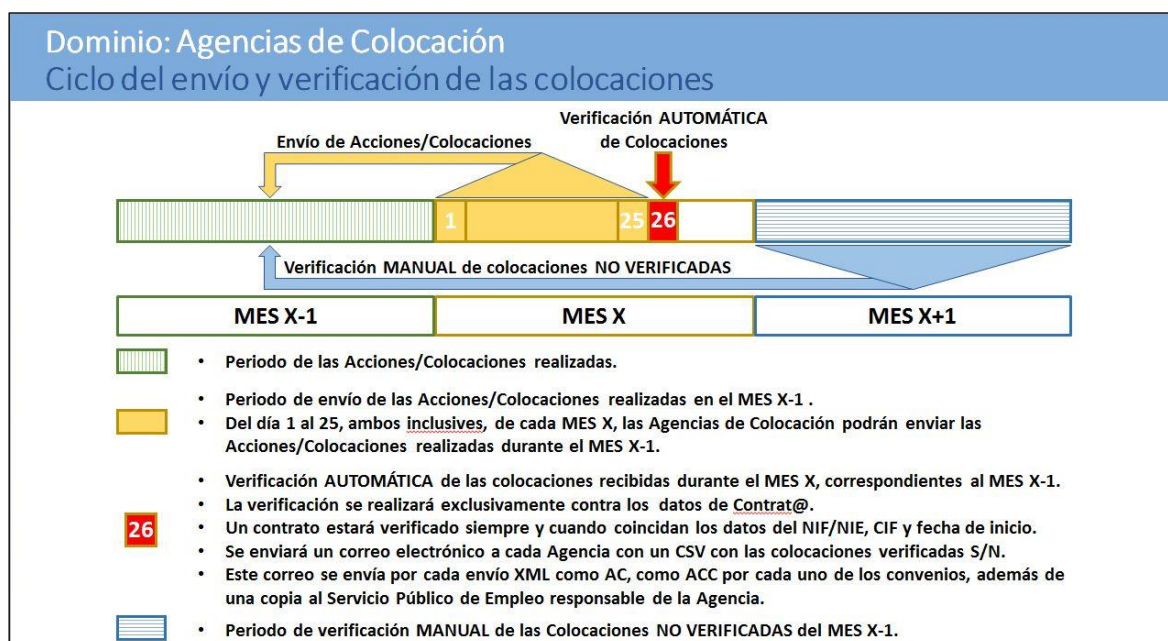 Dominio: Agencias de Colocación
Ciclo del envío y verificación de las colocaciones
Verificación AUTOMÁTICA
de Colocaciones
Envío de Acciones/Colocaciones
1
25
26
Verificación MANUAL de colocaciones NO VERIFICADAS
MES X-1
MES X
MES X+1
• Periodo de las Acciones/Colocaciones realizadas.
• Periodo de envío de las Acciones/Colocaciones realizadas en el MES X-1 .
• Del día 1 al 25, ambos inclusives, de cada MES X, las Agencias de Colocación podrán enviar las
Acciones/Colocaciones realizadas durante el MES X-1.
• Verificación AUTOMÁTICA de las colocaciones recibidas durante el MES X, correspondientes al MES X-1.
• La verificación se realizará exclusivamente contra los datos de Contrat@.
26
• Un contrato estará verificado siempre y cuando coincidan los datos del NIF/NIE, CIF y fecha de inicio.
• Se enviará un correo electrónico a cada Agencia con un CSV con las colocaciones verificadas S/N.
• Este correo se envía por cada envío XML como AC, como ACC por cada uno de los convenios, además de
una copia al Servicio Público de Empleo responsable de la Agencia.
• Periodo de verificación MANUAL de las Colocaciones NO VERIFICADAS del MES X-1.